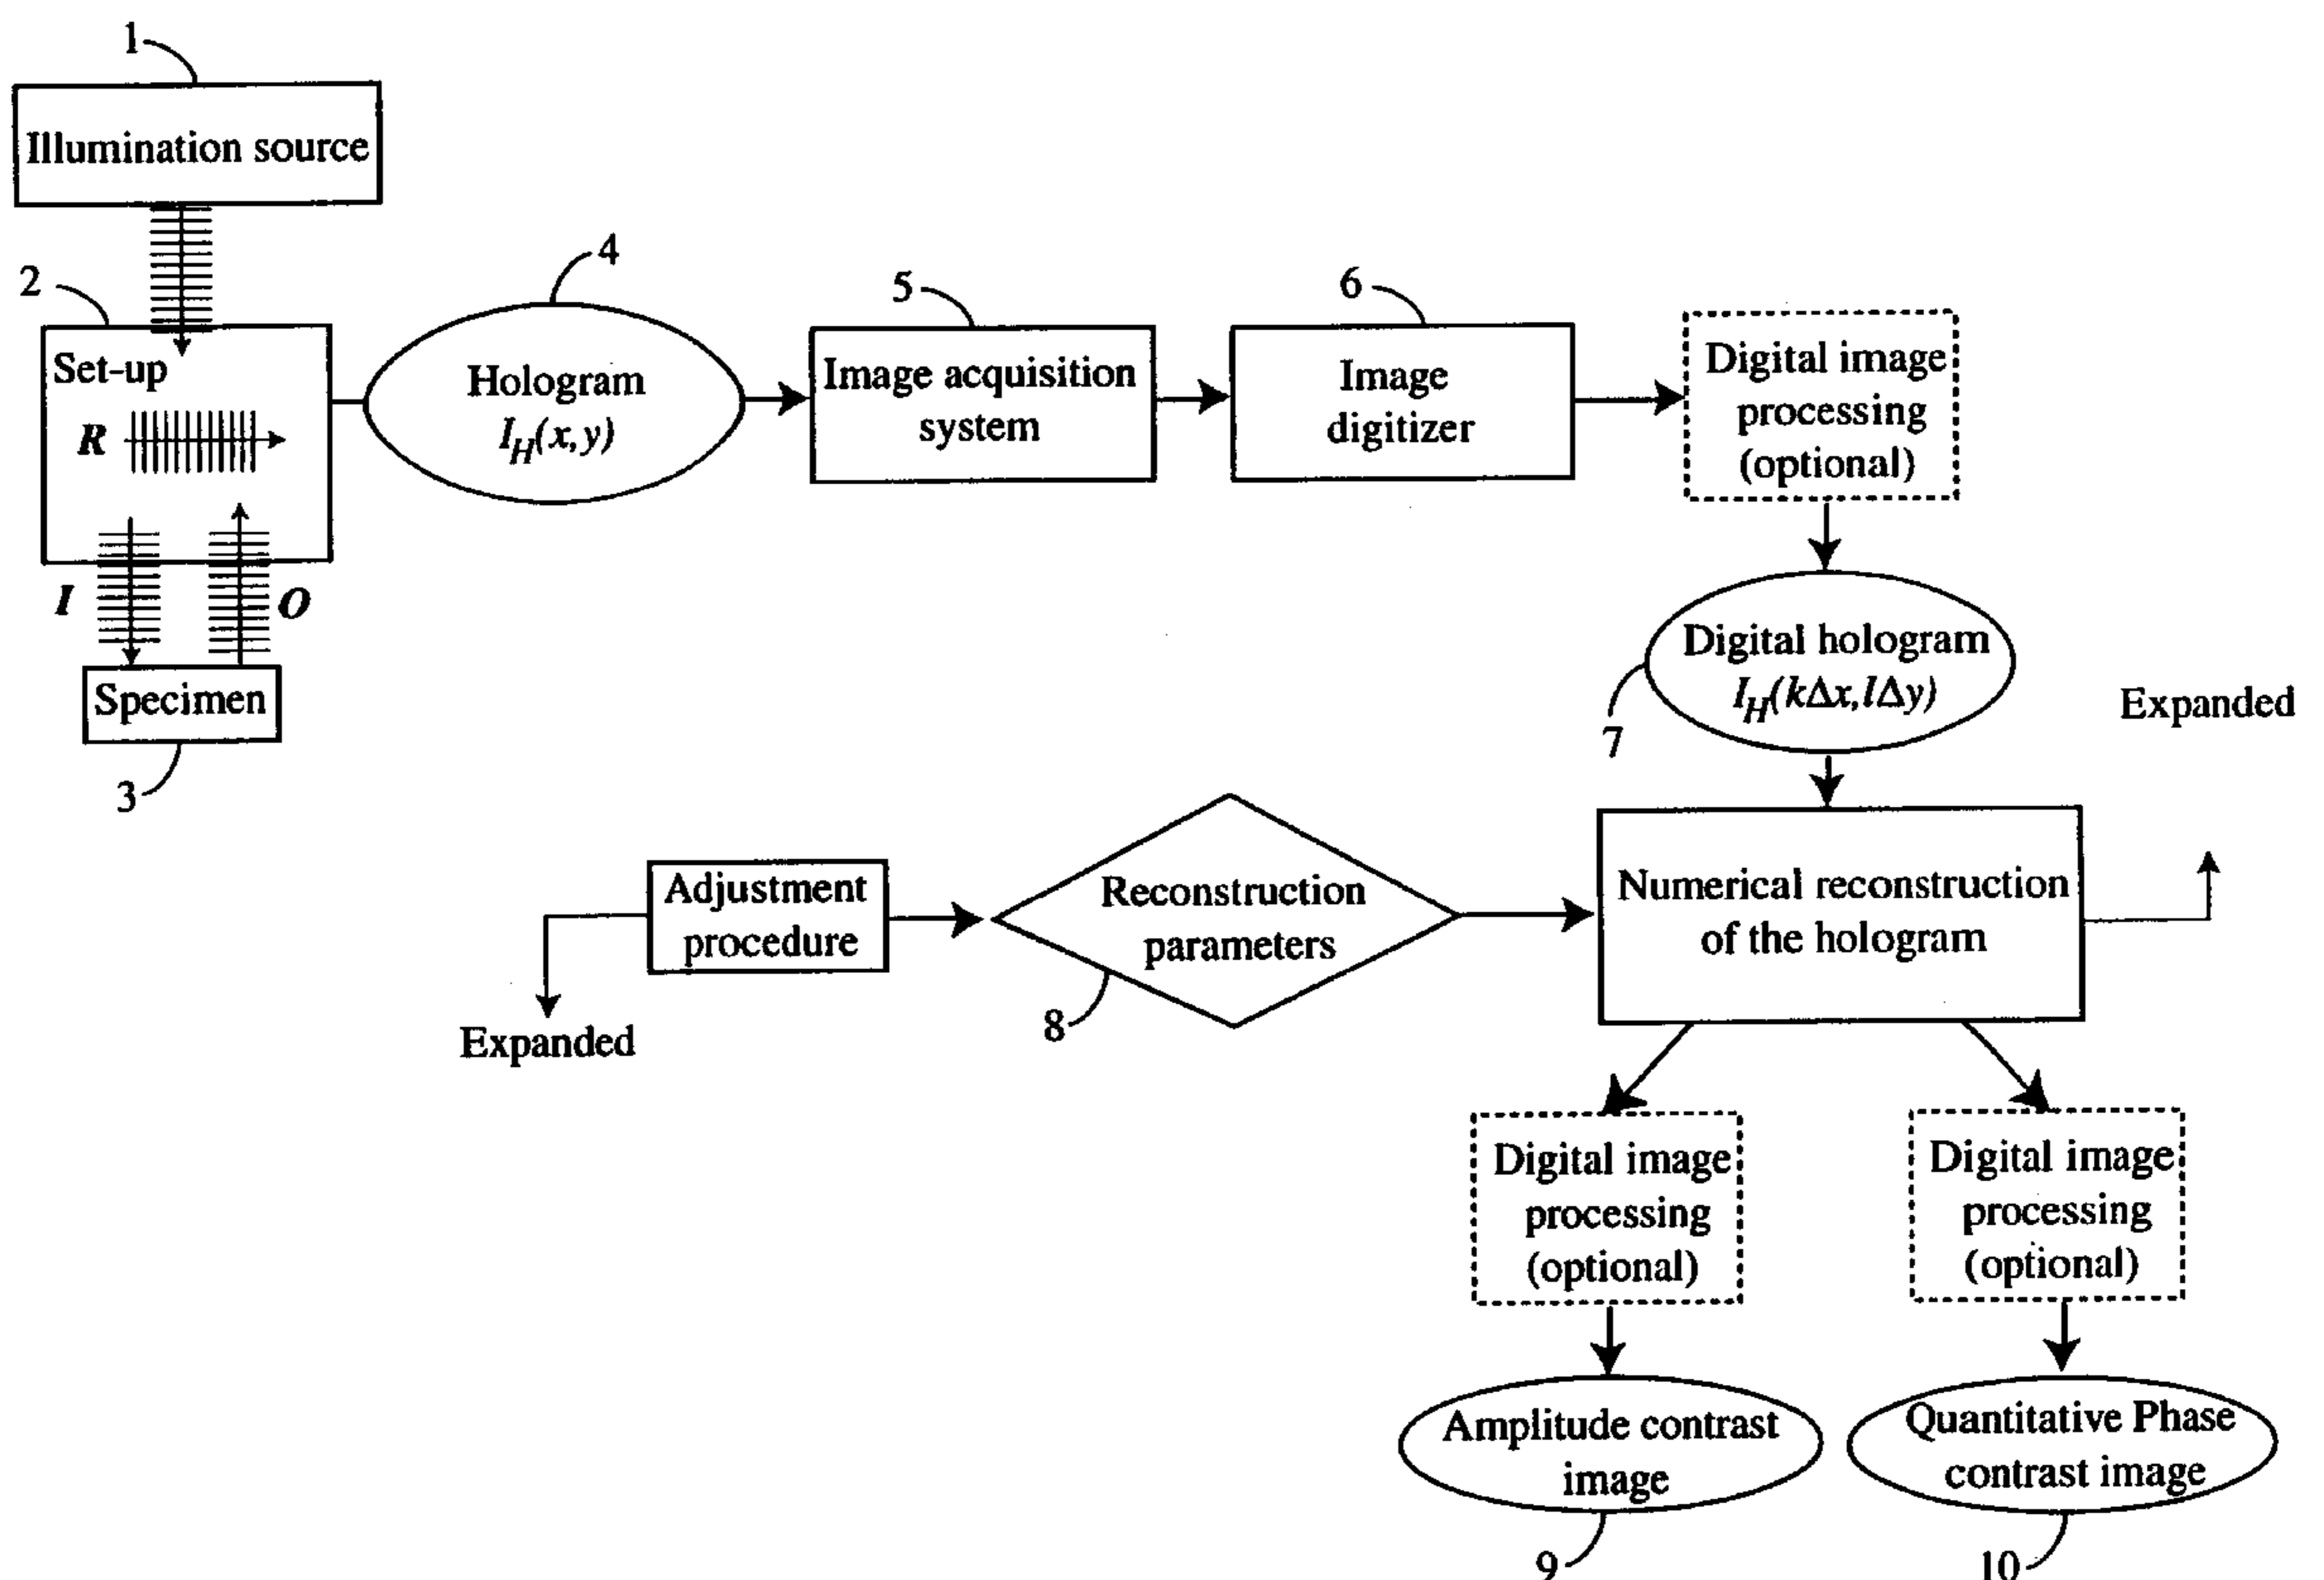 1
Illumination source
2
Set-up
R
I
O
Specimen
3
4
Hologram
I_H(x,y)
5
Image acquisition
system
6
Image
digitizer
Digital image
processing
(optional)
Digital hologram
I_H(kΔx,lΔy)
7
Expanded
Adjustment
procedure
Expanded
Reconstruction
parameters
8
Numerical reconstruction
of the hologram
Digital image
processing
(optional)
Digital image
processing
(optional)
Amplitude contrast
image
9
Quantitative Phase
contrast image
10